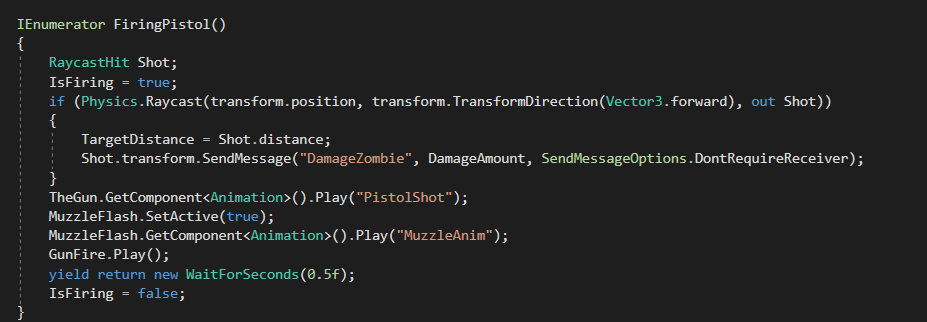 IEnumerator FiringPistol()
{
RaycastHit Shot;
IsFiring = true;
if (Physics.Raycast(transform.position, transform.TransformDirection(Vector3.forward), out Shot))
{
TargetDistance = Shot.distance;
Shot.transform.SendMessage("DamageZombie", DamageAmount, SendMessageOptions.DontRequireReceiver);
}
TheGun.GetComponent<Animation>().Play("PistolShot");
MuzzleFlash.SetActive(true);
MuzzleFlash.GetComponent<Animation>().Play("MuzzleAnim");
GunFire.Play();
yield return new WaitForSeconds(0.5f);
IsFiring = false;
}